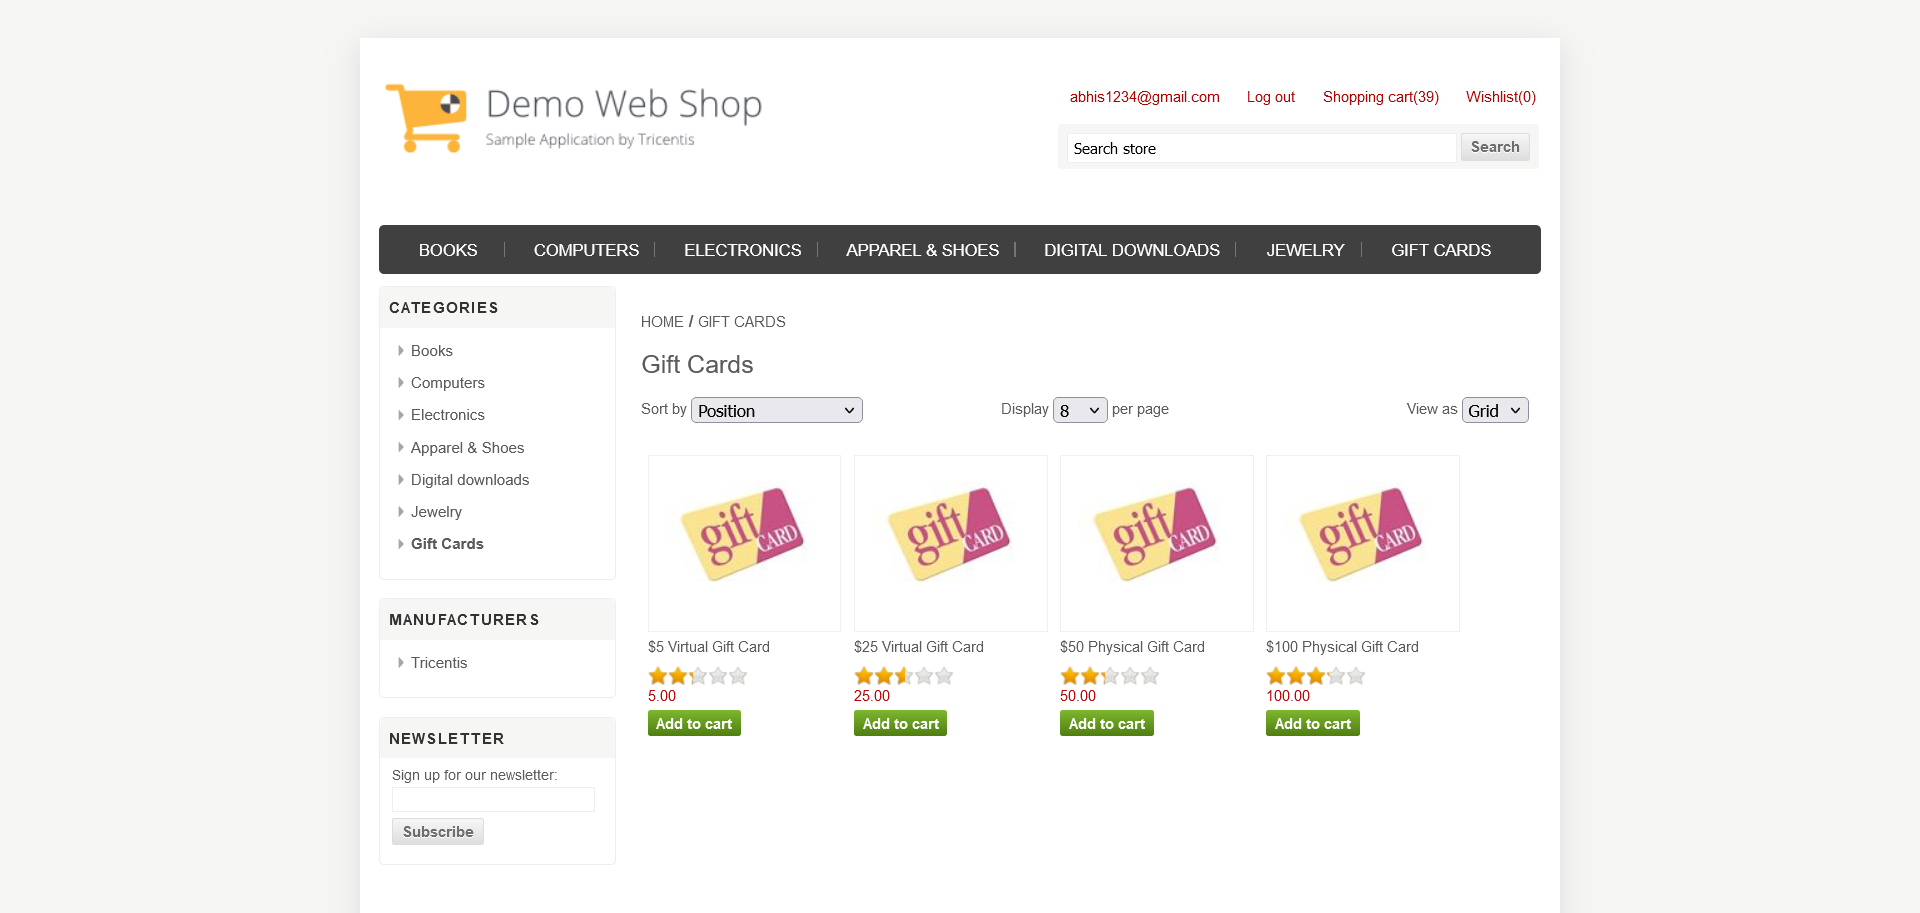 Demo Web Shop
Sample Application by Tricentis
abhis1234@gmail.com Log out Shopping cart(39) Wishlist(0)
Search store Search
BOOKS COMPUTERS ELECTRONICS APPAREL & SHOES DIGITAL DOWNLOADS JEWELRY GIFT CARDS
CATEGORIES
Books
Computers
Electronics
Apparel & Shoes
Digital downloads
Jewelry
Gift Cards
MANUFACTURERS
Tricentis
NEWSLETTER
Sign up for our newsletter:
Subscribe
HOME / GIFT CARDS
Gift Cards
Sort by Position Display 8 per page View as Grid
gift CARD gift CARD gift CARD gift CARD
$5 Virtual Gift Card $25 Virtual Gift Card $50 Physical Gift Card $100 Physical Gift Card
5.00 25.00 50.00 100.00
Add to cart Add to cart Add to cart Add to cart